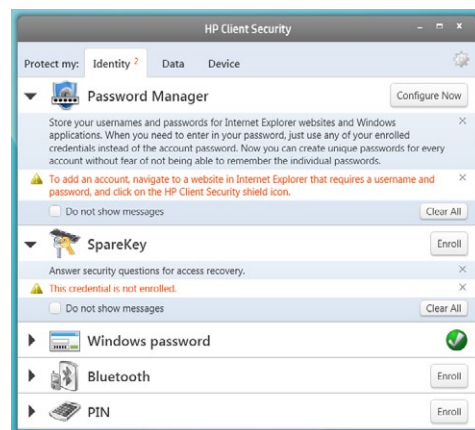 HP Client Security
Protect my: Identity 2 Data Device
Password Manager Configure Now
Store your usernames and passwords for Internet Explorer websites and Windows
applications. When you need to enter in your password, just use any of your enrolled
credentials instead of the account password. Now you can create unique passwords for every
account without fear of not being able to remember the individual passwords.
To add an account, navigate to a website in Internet Explorer that requires a username and
password, and click on the HP Client Security shield icon.
Do not show messages Clear All
SpareKey Enroll
Answer security questions for access recovery.
This credential is not enrolled.
Do not show messages Clear All
Windows password
Bluetooth Enroll
PIN Enroll